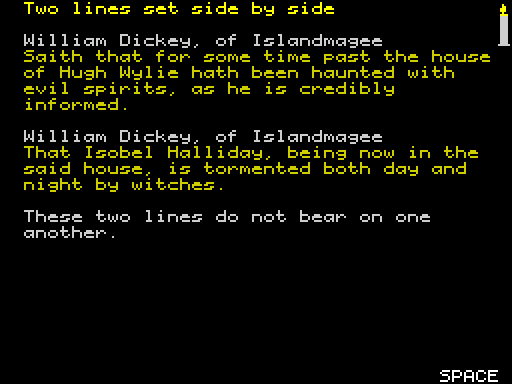 Two lines set side by side
William Dickey, of Islandmagee
Saith that for some time past the house
of Hugh Wylie hath been haunted with
evil spirits, as he is credibly
informed.
William Dickey, of Islandmagee
That Isobel Halliday, being now in the
said house, is tormented both day and
night by witches.
These two lines do not bear on one
another.
SPACE